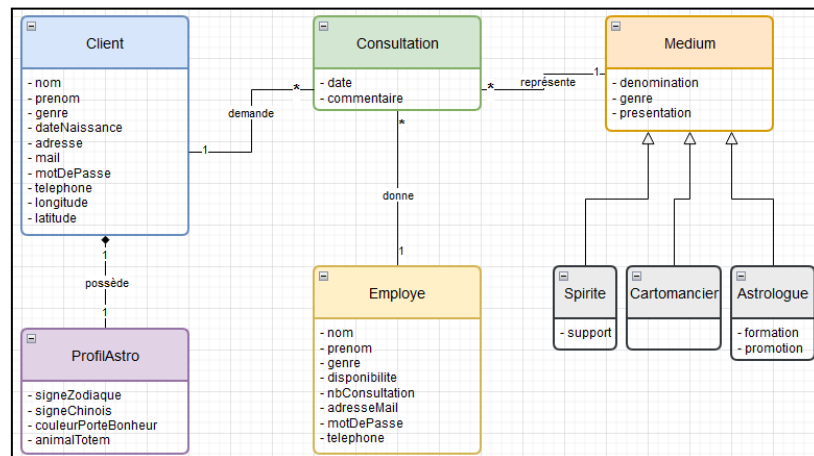 Client
- nom
- prenom
- genre
- dateNaissance
- adresse
- mail
- motDePasse
- telephone
- longitude
- latitude
1
demande
*
Consultation
- date
- commentaire
*
représente
1
Medium
- denomination
- genre
- presentation
*
donne
1
1
possède
1
ProfilAstro
- signeZodiaque
- signeChinois
- couleurPorteBonheur
- animalTotem
Employe
- nom
- prenom
- genre
- disponibilite
- nbConsultation
- adresseMail
- motDePasse
- telephone
Spirite
- support
Cartomancier
Astrologue
- formation
- promotion